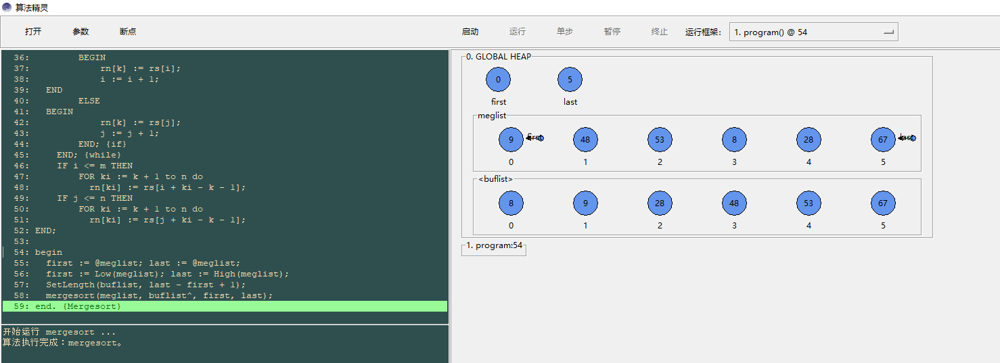 算法精灵
打开 参数 断点 启动 运行 单步 暂停 终止 运行框架: 1. program() @ 54
36: BEGIN
37: rn[k] := rs[i];
38: i := i + 1;
39: END
40: ELSE
41: BEGIN
42: rn[k] := rs[j];
43: j := j + 1;
44: END; {if}
45: END; {while}
46: IF i <= m THEN
47: FOR ki := k + 1 to n do
48: rn[ki] := rs[i + ki - k - 1];
49: IF j <= n THEN
50: FOR ki := k + 1 to n do
51: rn[ki] := rs[j + ki - k - 1];
52: END;
53:
54: begin
55: first := @meglist; last := @meglist;
56: first := Low(meglist); last := High(meglist);
57: SetLength(buflist, last - first + 1);
58: mergesort(meglist, buflist^, first, last);
59: end. {Mergesort}
开始运行 mergesort ...
算法执行完成：mergesort。
0. GLOBAL HEAP
0 5
first last
meglist
9 first 48 53 8 28 67 last
0 1 2 3 4 5
<buflist>
8 9 28 48 53 67
0 1 2 3 4 5
1. program:54